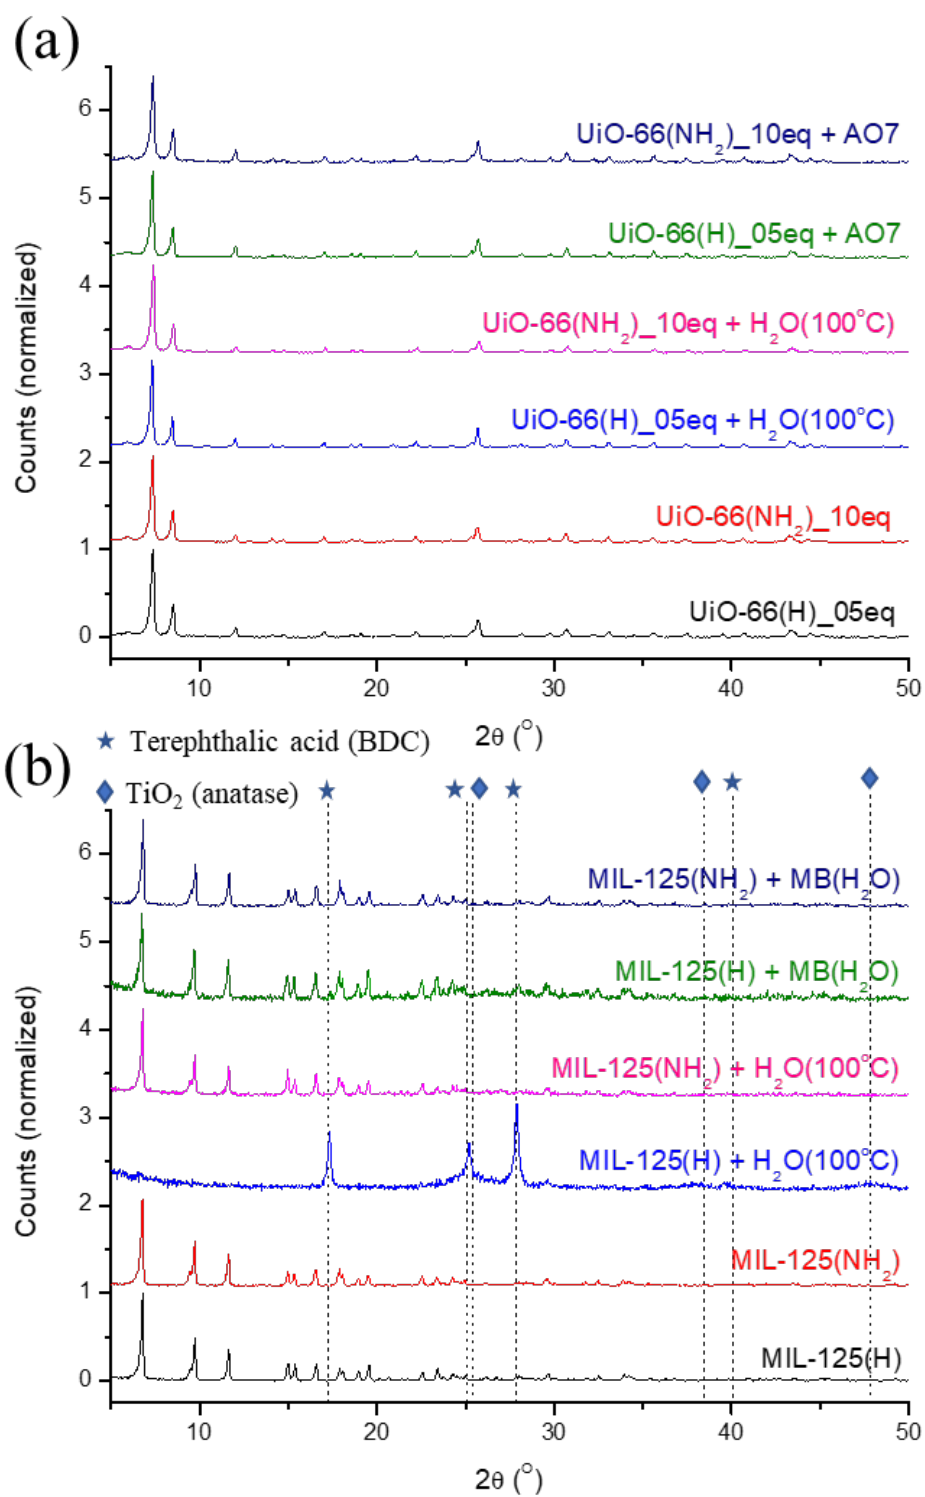 (a)
6
UiO-66(NH2)_10eq + AO7
5
UiO-66(H)_05eq + AO7
4
UiO-66(NH2)_10eq + H2O(100°C)
3
UiO-66(H)_05eq + H2O(100°C)
2
UiO-66(NH2)_10eq
1
UiO-66(H)_05eq
0
Counts (normalized)
10 20 30 40 50
2θ (°)
(b)
★ Terephthalic acid (BDC)
◆ TiO2 (anatase)
6
MIL-125(NH2) + MB(H2O)
5
MIL-125(H) + MB(H2O)
4
MIL-125(NH2) + H2O(100°C)
3
MIL-125(H) + H2O(100°C)
2
MIL-125(NH2)
1
MIL-125(H)
0
Counts (normalized)
10 20 30 40 50
2θ (°)